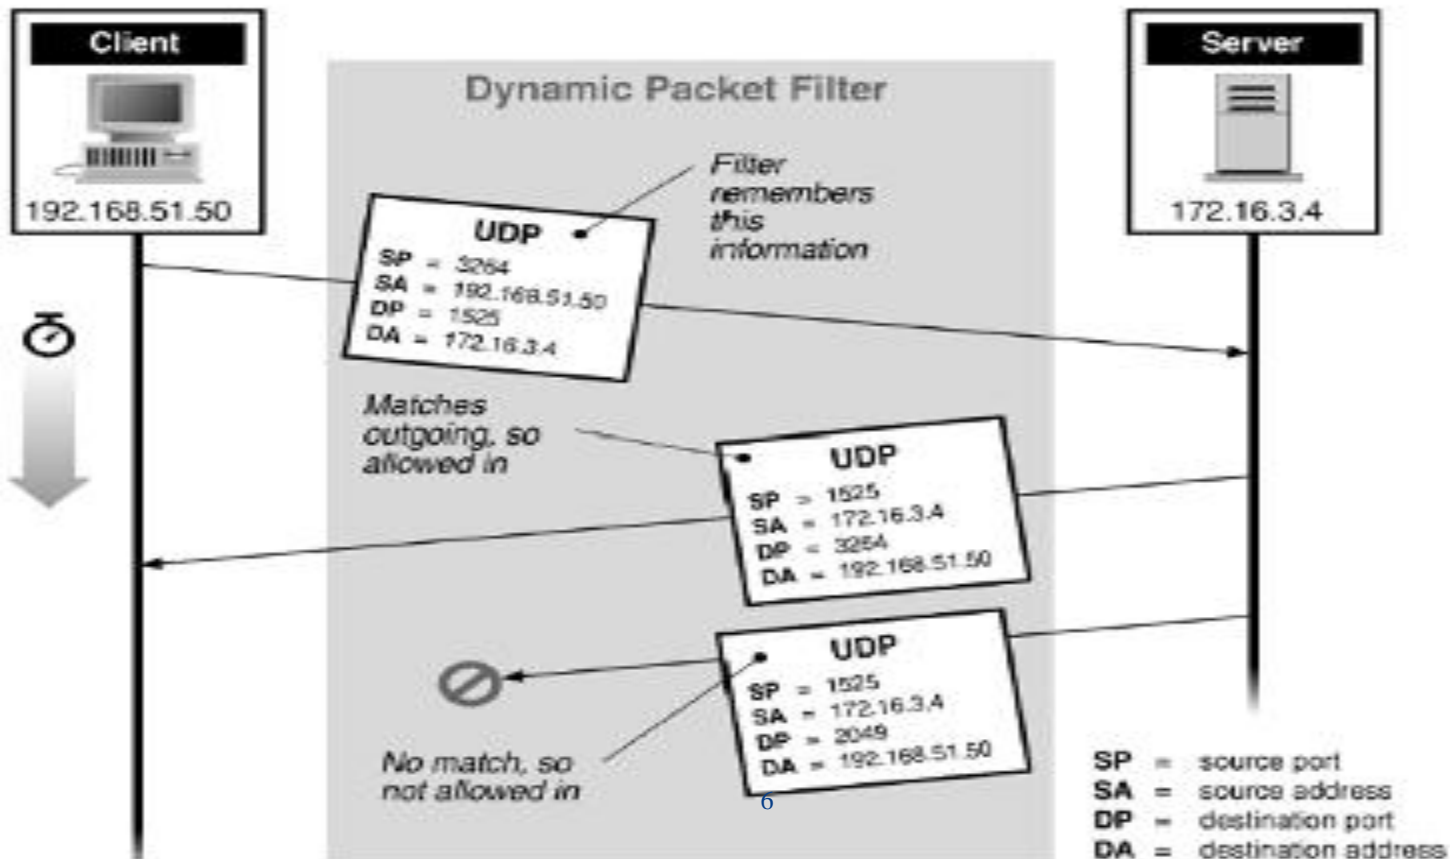 Client
192.168.51.50
Dynamic Packet Filter
Server
172.16.3.4
Filter
remembers
this
information
UDP
SP = 3264
SA = 192.168.51.50
DP = 1525
DA = 172.16.3.4
Matches
outgoing, so
allowed in
UDP
SP = 1525
SA = 172.16.3.4
DP = 3264
DA = 192.168.51.50
UDP
SP = 1525
SA = 172.16.3.4
DP = 2049
DA = 192.168.51.50
No match, so
not allowed in
6
SP = source port
SA = source address
DP = destination port
DA = destination address